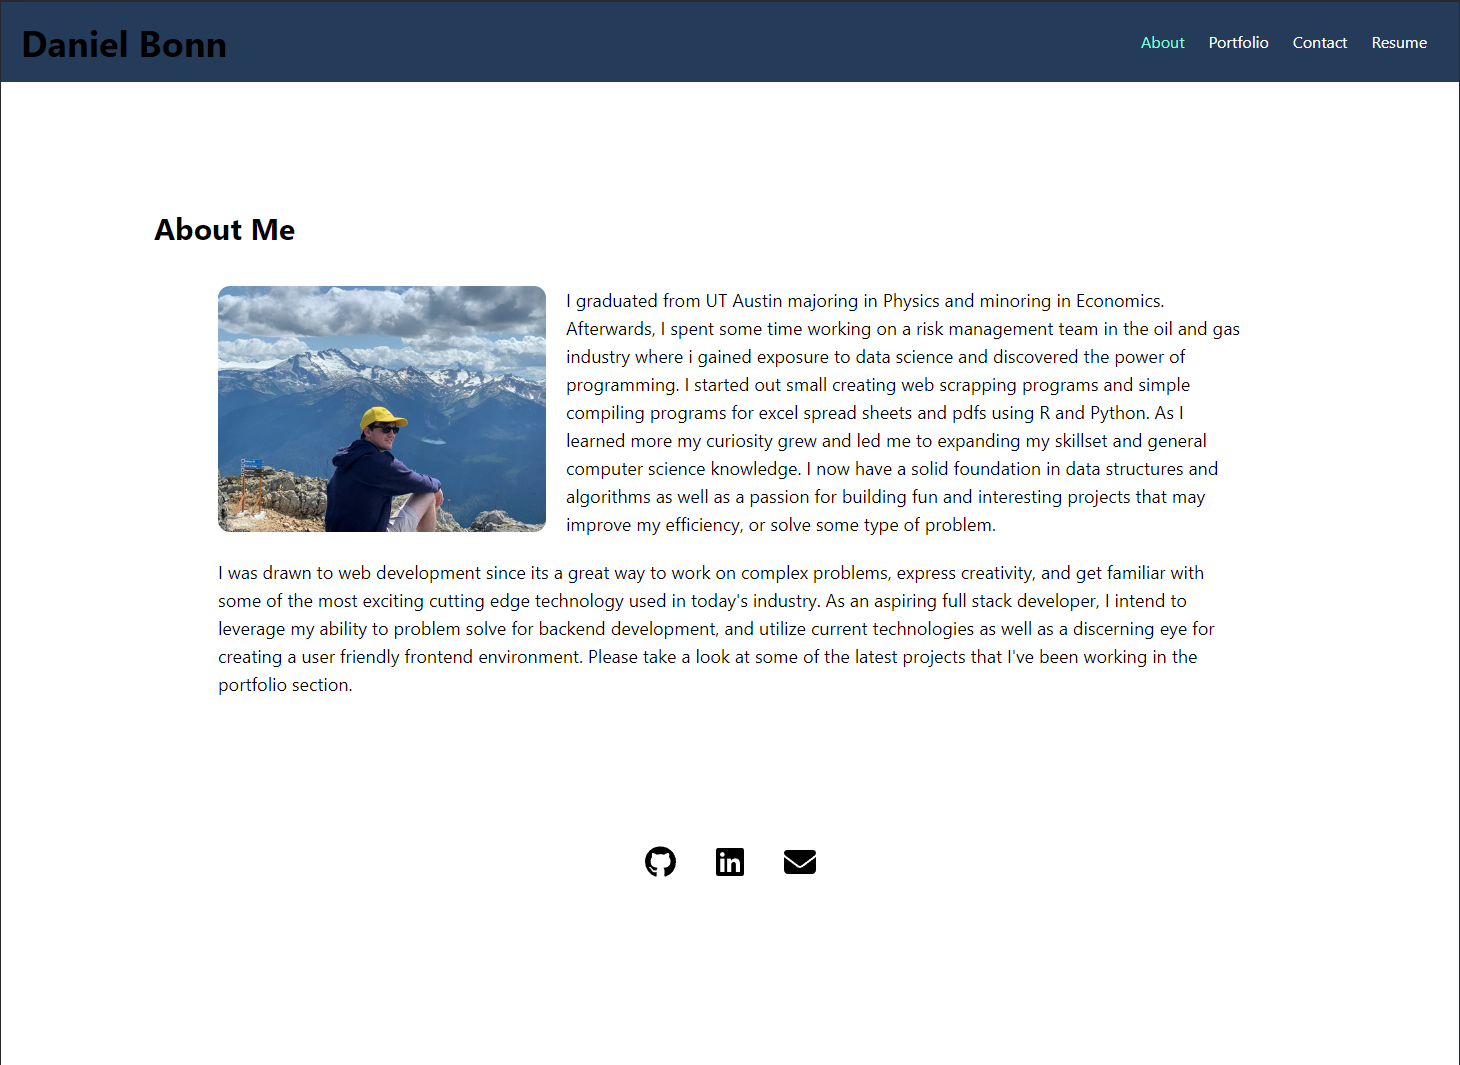 Daniel Bonn
About Portfolio Contact Resume
About Me
I graduated from UT Austin majoring in Physics and minoring in Economics.
Afterwards, I spent some time working on a risk management team in the oil and gas
industry where i gained exposure to data science and discovered the power of
programming. I started out small creating web scrapping programs and simple
compiling programs for excel spread sheets and pdfs using R and Python. As I
learned more my curiosity grew and led me to expanding my skillset and general
computer science knowledge. I now have a solid foundation in data structures and
algorithms as well as a passion for building fun and interesting projects that may
improve my efficiency, or solve some type of problem.
I was drawn to web development since its a great way to work on complex problems, express creativity, and get familiar with
some of the most exciting cutting edge technology used in today's industry. As an aspiring full stack developer, I intend to
leverage my ability to problem solve for backend development, and utilize current technologies as well as a discerning eye for
creating a user friendly frontend environment. Please take a look at some of the latest projects that I've been working in the
portfolio section.
in